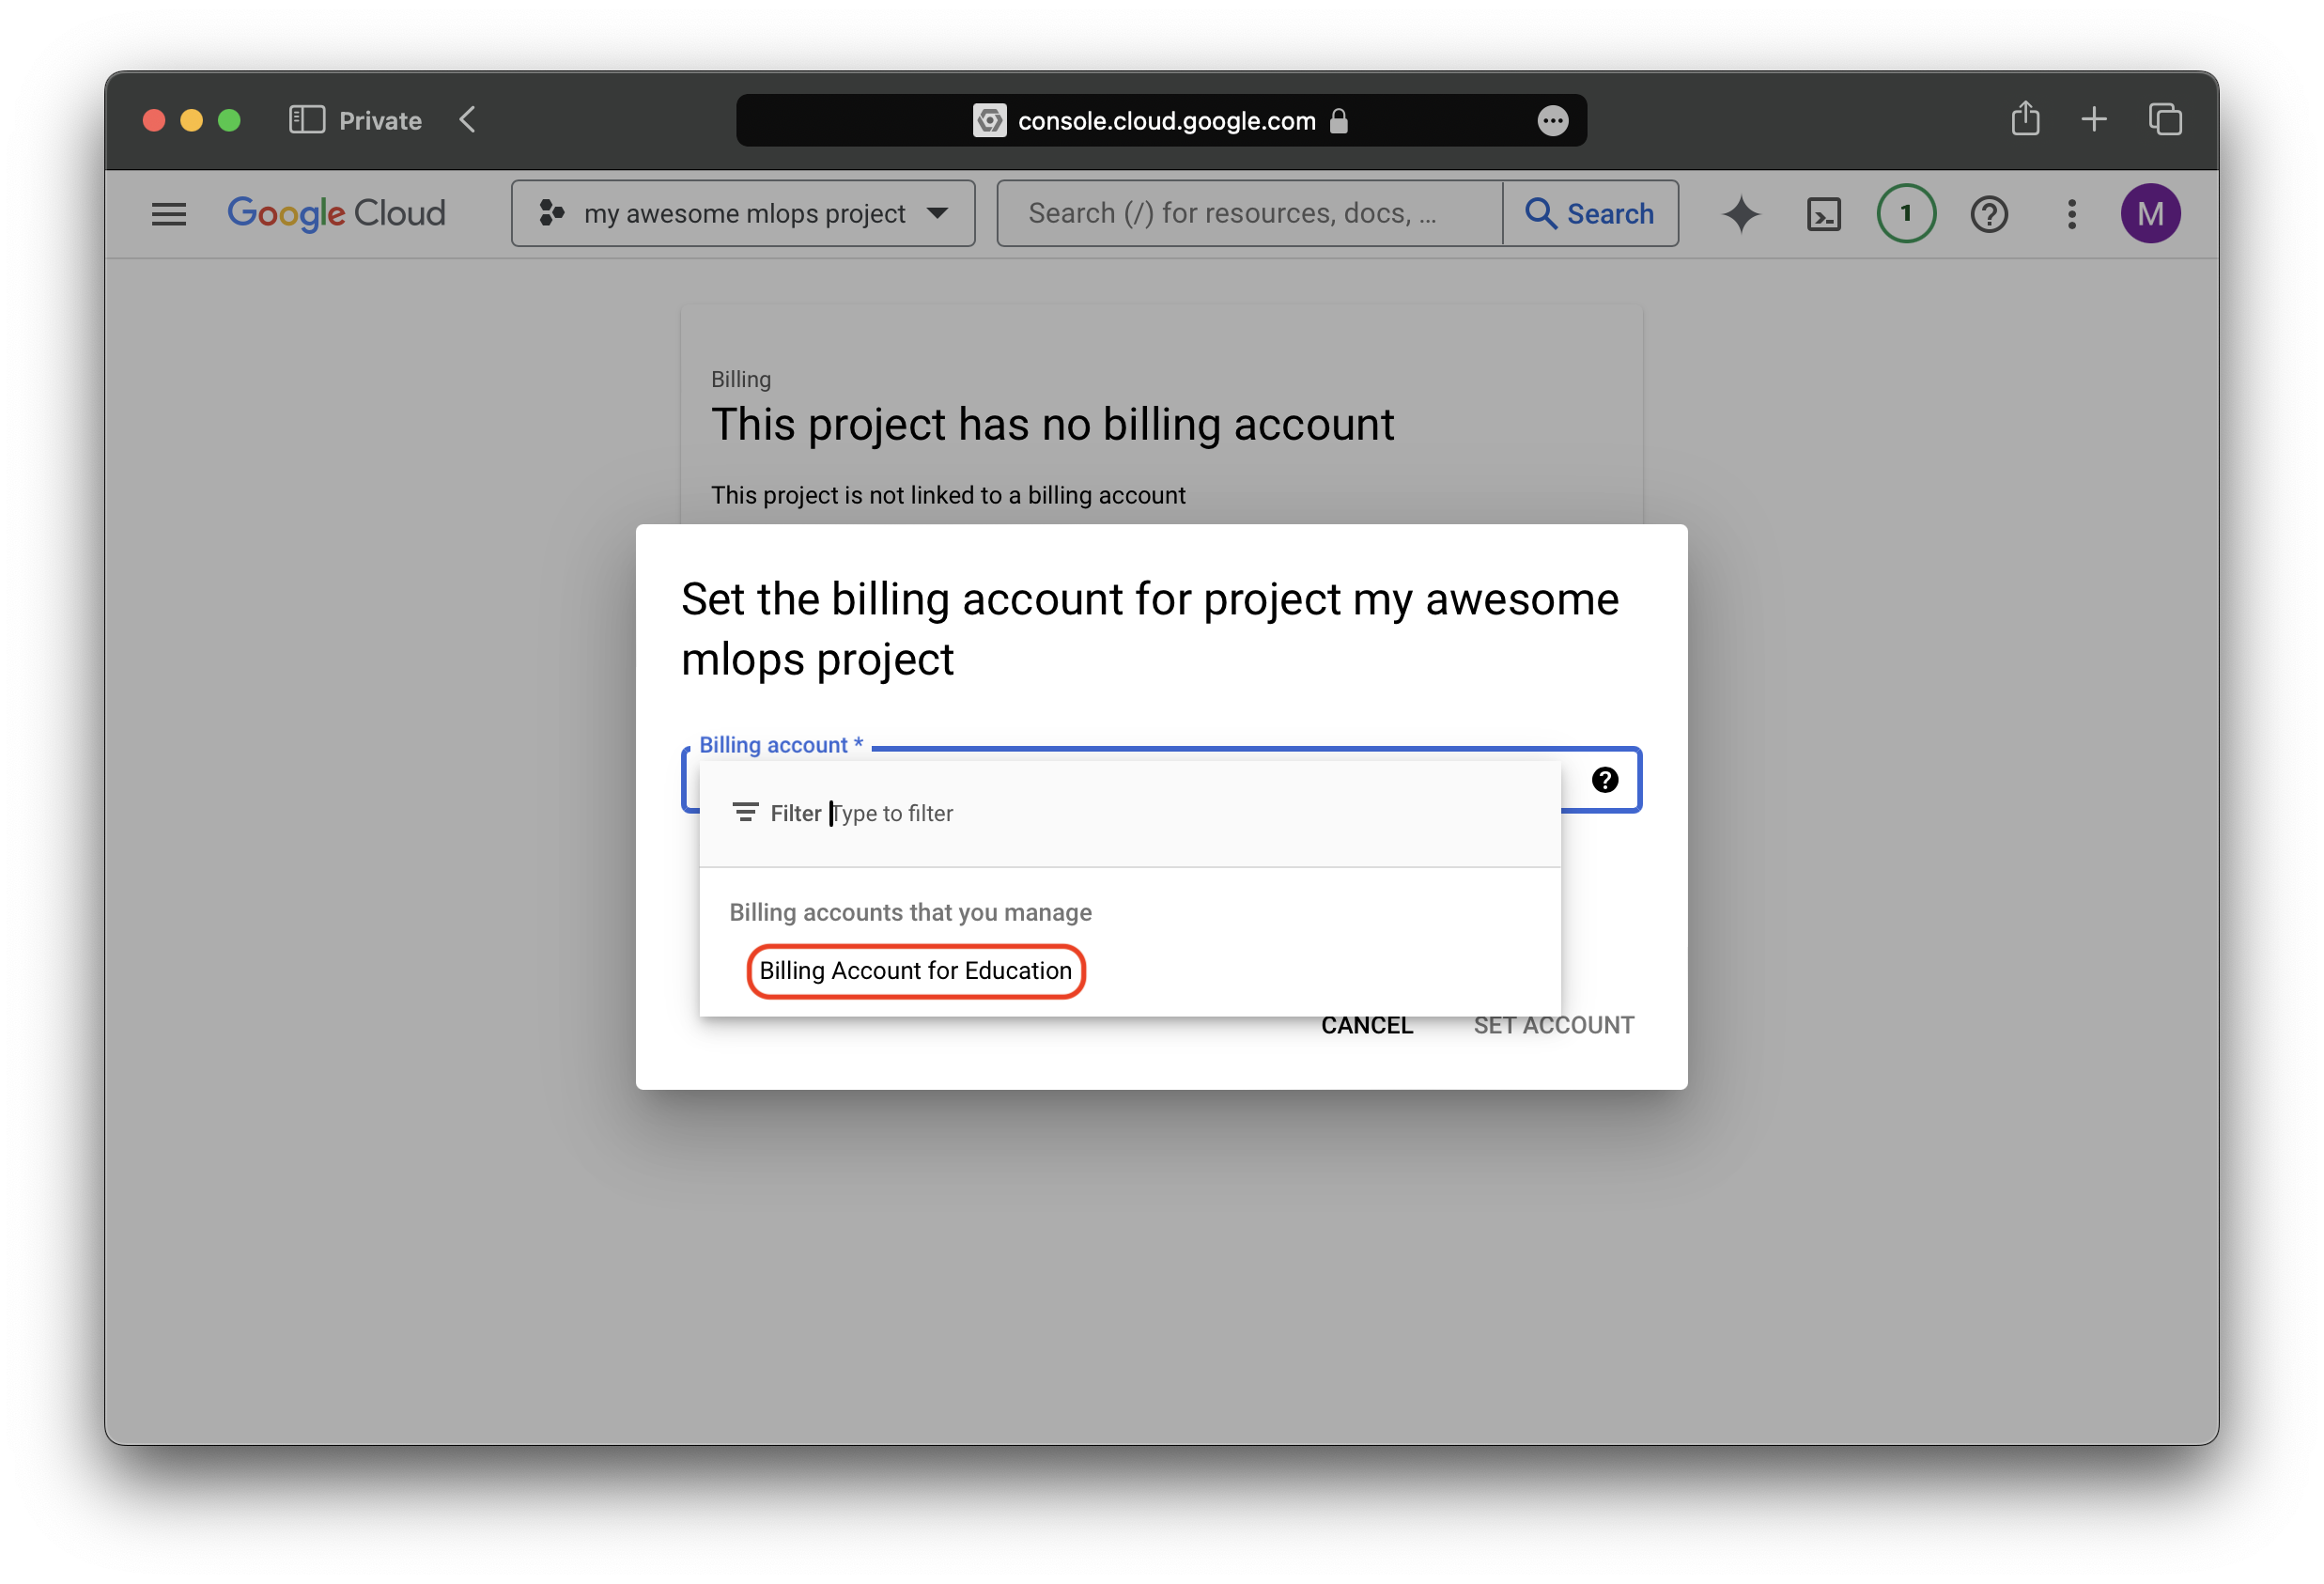 Private
console.cloud.google.com
Google Cloud
my awesome mlops project
Search (/) for resources, docs, ...
Search
1
M
Billing
This project has no billing account
This project is not linked to a billing account
Set the billing account for project my awesome
mlops project
Billing account *
Filter Type to filter
Billing accounts that you manage
Billing Account for Education
CANCEL
SET ACCOUNT